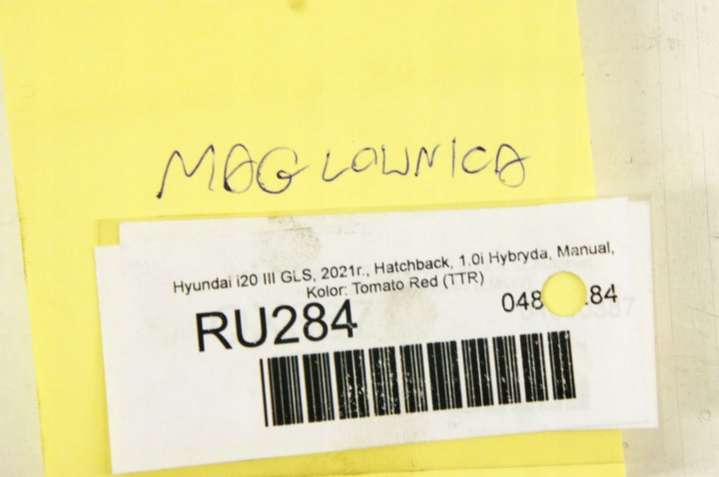 MAGLOWNICA
Hyundai i20 III GLS, 2021r., Hatchback, 1.0i Hybryda, Manual,
Kolor: Tomato Red (TTR)
RU284